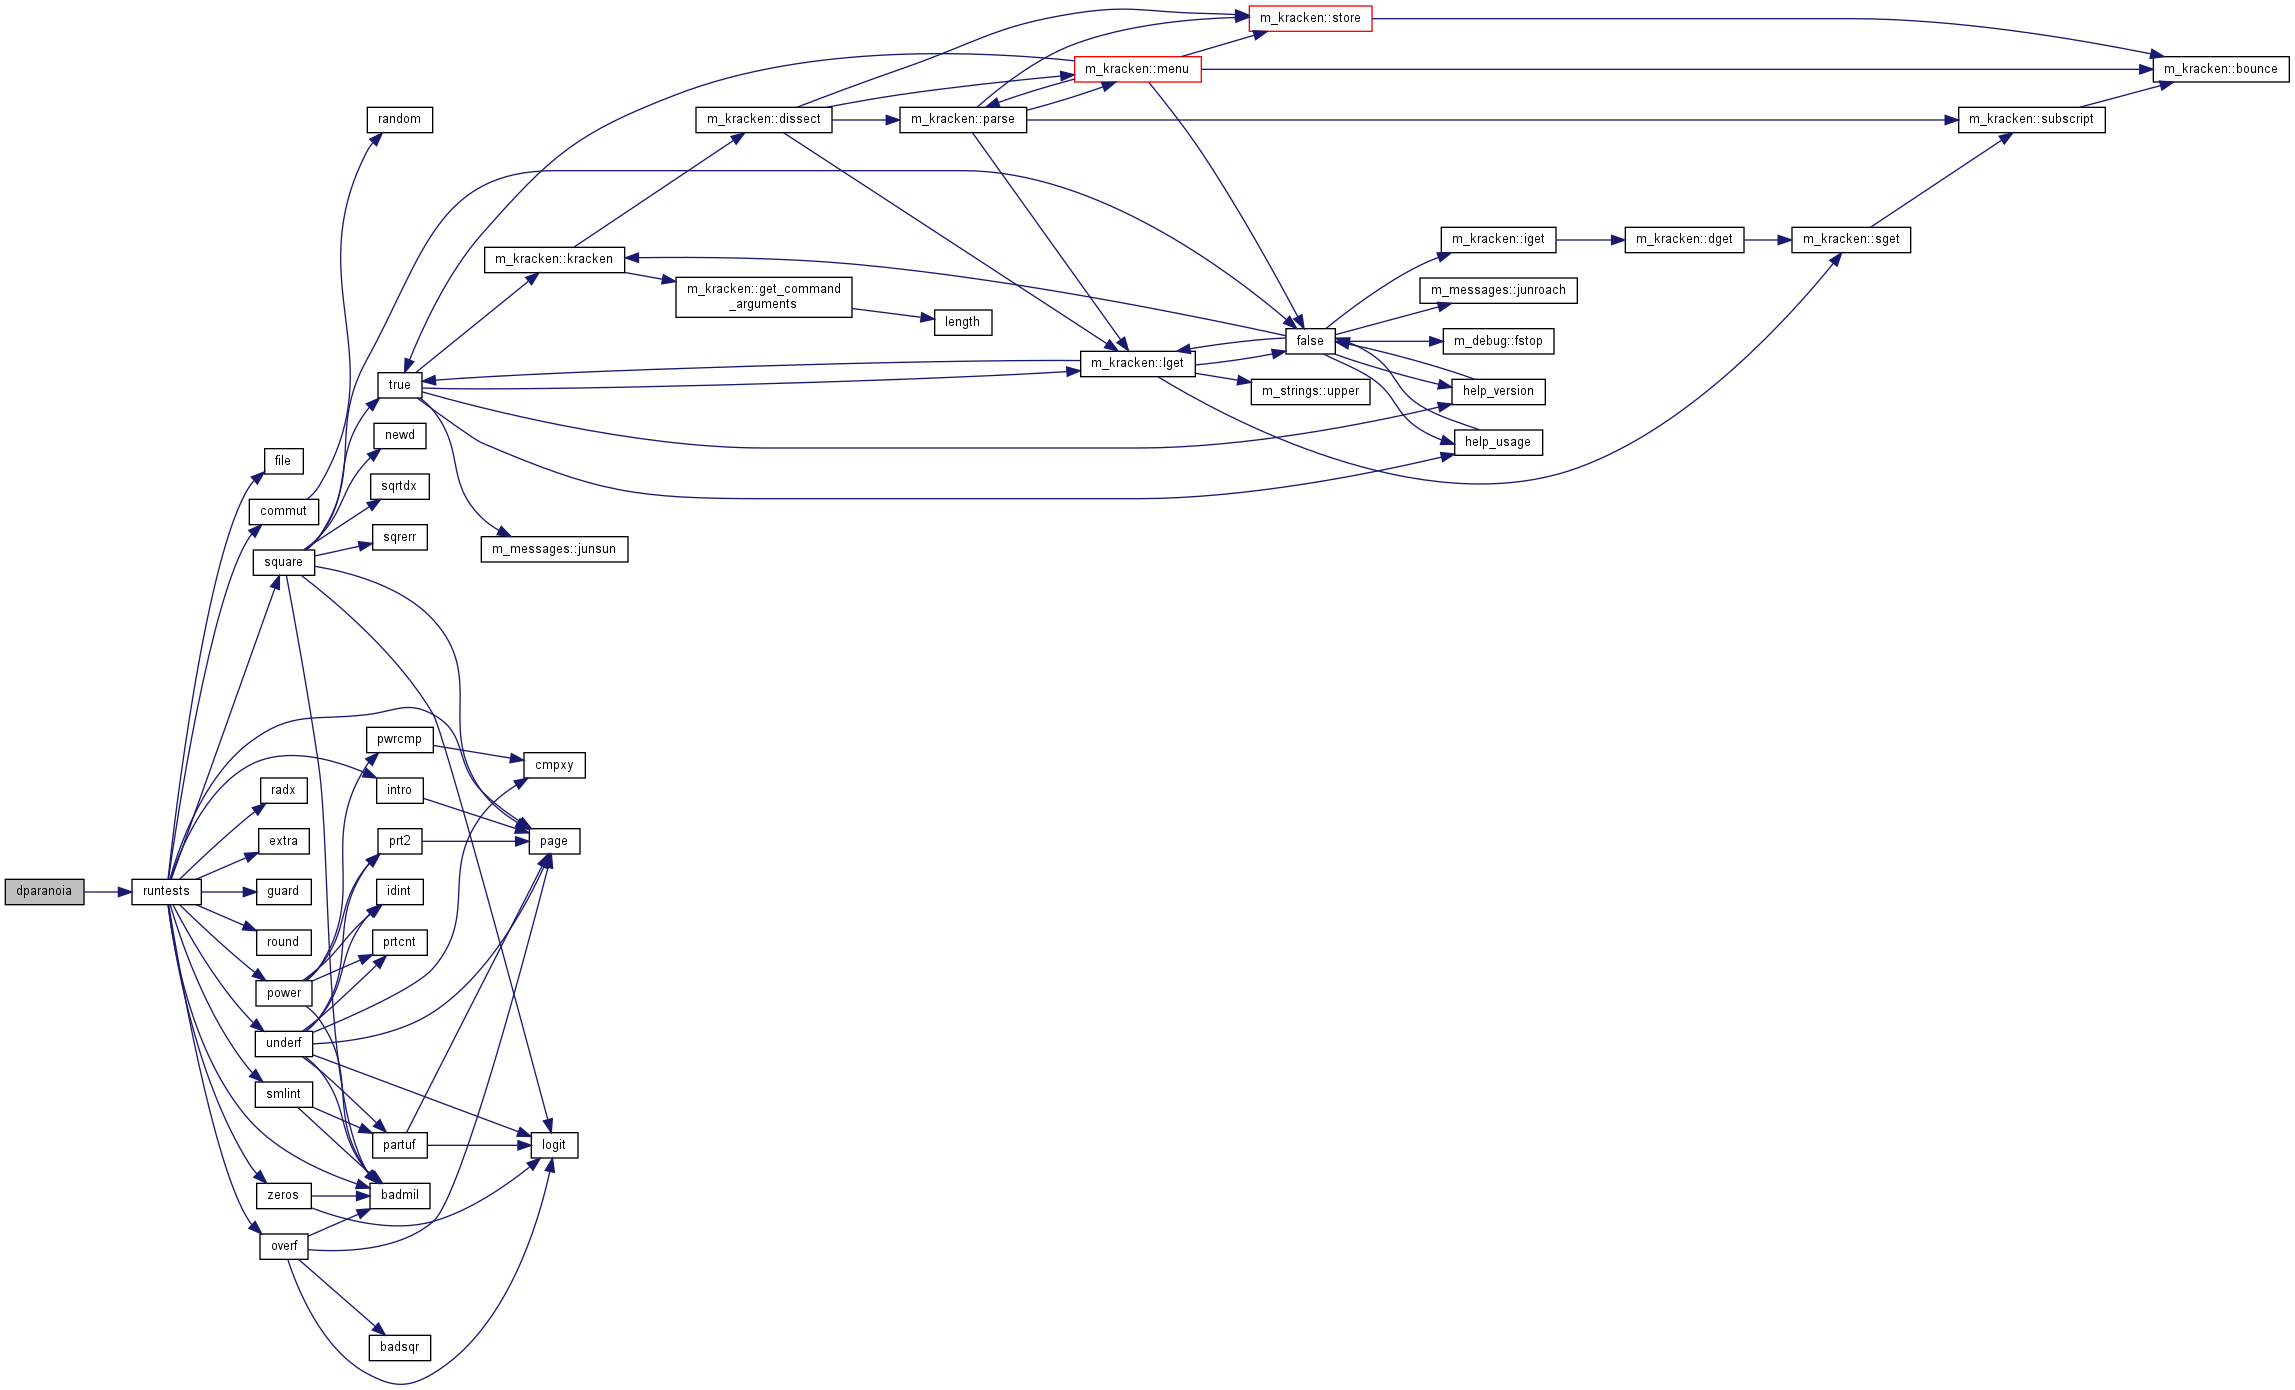 m_kracken::store
m_kracken::menu
m_kracken::bounce
random
m_kracken::dissect
m_kracken::parse
m_kracken::subscript
m_kracken::kracken
m_kracken::iget
m_kracken::dget
m_kracken::sget
m_kracken::get_command
_arguments
m_messages::junroach
length
false
m_debug::fstop
m_kracken::lget
true
m_strings::upper
help_version
newd
help_usage
file
sqrtdx
commut
sqrerr
m_messages::junsun
square
pwrcmp
cmpxy
radx
intro
extra
prt2
page
dparanoia
runtests
guard
idint
round
prtcnt
power
underf
smlint
partuf
logit
zeros
badmil
overf
badsqr